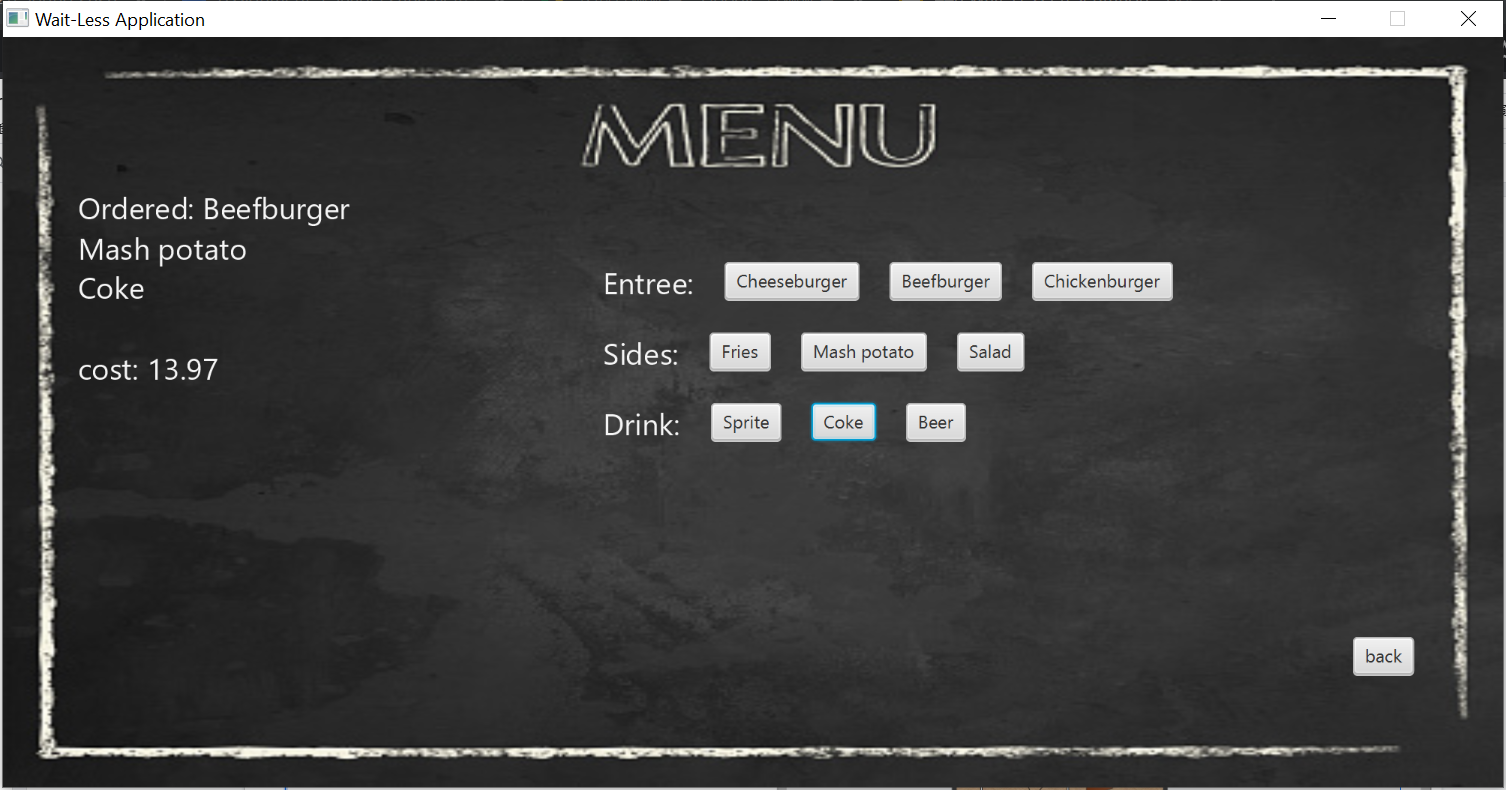 Wait-Less Application
MENU
Ordered: Beefburger
Mash potato
Coke
cost: 13.97
Entree: Cheeseburger Beefburger Chickenburger
Sides: Fries Mash potato Salad
Drink: Sprite Coke Beer
back